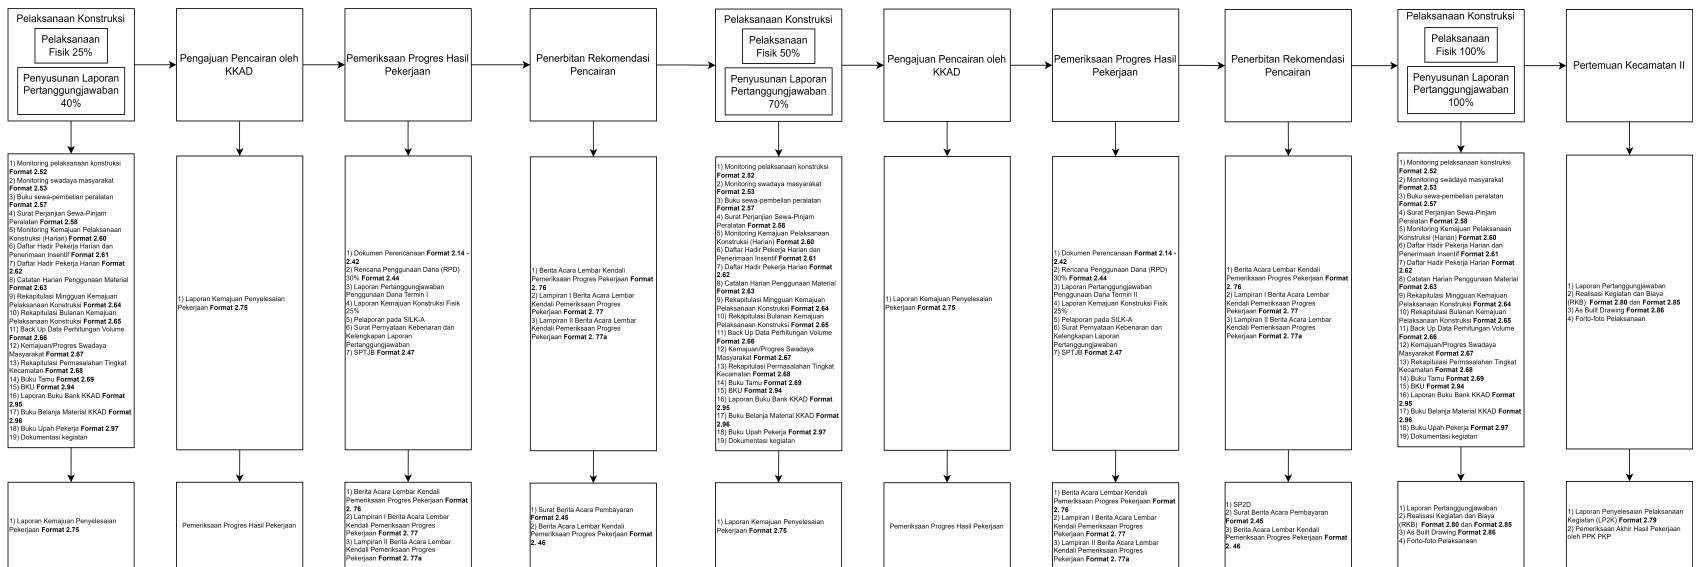 Pelaksanaan Konstruksi
Pelaksanaan
Fisik 25%
Penyusunan Laporan
Pertanggungjawaban
40%
Pengajuan Pencairan oleh
KKAD
Pemeriksaan Progres Hasil
Pekerjaan
Penerbitan Rekomendasi
Pencairan
Pelaksanaan Konstruksi
Pelaksanaan
Fisik 50%
Penyusunan Laporan
Pertanggungjawaban
70%
Pengajuan Pencairan oleh
KKAD
Pemeriksaan Progres Hasil
Pekerjaan
Penerbitan Rekomendasi
Pencairan
Pelaksanaan Konstruksi
Pelaksanaan
Fisik 100%
Penyusunan Laporan
Pertanggungjawaban
100%
Pertemuan Kecamatan II
1) Monitoring pelaksanaan konstruksi
Format 2.52
2) Monitoring swadaya masyarakat
Format 2.53
3) Buku sewa-pembelian peralatan
Format 2.57
4) Surat Perjanjian Sewa-Pinjam
Peralatan Format 2.58
5) Monitoring Kemajuan Pelaksanaan
Konstruksi (Harian) Format 2.60
6) Daftar Hadir Pekerja Harian dan
Penerimaan Insentif Format 2.61
7) Daftar Hadir Pekerja Harian Format
2.62
8) Catatan Harian Penggunaan Material
Format 2.63
9) Rekapitulasi Mingguan Kemajuan
Pelaksanaan Konstruksi Format 2.64
10) Rekapitulasi Bulanan Kemajuan
Pelaksanaan Konstruksi Format 2.65
11) Back Up Data Perhitungan Volume
Format 2.66
12) Kemajuan/Progres Swadaya
Masyarakat Format 2.67
13) Rekapitulasi Permasalahan Tingkat
Kecamatan Format 2.68
14) Buku Tamu Format 2.69
15) BKU Format 2.94
16) Laporan Buku Bank KKAD Format
2.95
17) Buku Belanja Material KKAD Format
2.96
18) Buku Upah Pekerja Format 2.97
19) Dokumentasi kegiatan
1) Laporan Kemajuan Penyelesaian
Pekerjaan Format 2.75
1) Dokumen Perencanaan Format 2.14 -
2.42
2) Rencana Penggunaan Dana (RPD)
30% Format 2.44
3) Laporan Pertanggungjawaban
Penggunaan Dana Termin I
4) Laporan Kemajuan Konstruksi Fisik
25%
5) Pelaporan pada SILK-A
6) Surat Pernyataan Kebenaran dan
Kelengkapan Laporan
Pertanggungjawaban
7) SPTJB Format 2.47
1) Berita Acara Lembar Kendali
Pemeriksaan Progres Pekerjaan Format
2. 76
2) Lampiran I Berita Acara Lembar
Kendali Pemeriksaan Progres
Pekerjaan Format 2. 77
3) Lampiran II Berita Acara Lembar
Kendali Pemeriksaan Progres
Pekerjaan Format 2. 77a
1) Monitoring pelaksanaan konstruksi
Format 2.52
2) Monitoring swadaya masyarakat
Format 2.53
3) Buku sewa-pembelian peralatan
Format 2.57
4) Surat Perjanjian Sewa-Pinjam
Peralatan Format 2.58
5) Monitoring Kemajuan Pelaksanaan
Konstruksi (Harian) Format 2.60
6) Daftar Hadir Pekerja Harian dan
Penerimaan Insentif Format 2.61
7) Daftar Hadir Pekerja Harian Format
2.62
8) Catatan Harian Penggunaan Material
Format 2.63
9) Rekapitulasi Mingguan Kemajuan
Pelaksanaan Konstruksi Format 2.64
10) Rekapitulasi Bulanan Kemajuan
Pelaksanaan Konstruksi Format 2.65
11) Back Up Data Perhitungan Volume
Format 2.66
12) Kemajuan/Progres Swadaya
Masyarakat Format 2.67
13) Rekapitulasi Permasalahan Tingkat
Kecamatan Format 2.68
14) Buku Tamu Format 2.69
15) BKU Format 2.94
16) Laporan Buku Bank KKAD Format
2.95
17) Buku Belanja Material KKAD Format
2.96
18) Buku Upah Pekerja Format 2.97
19) Dokumentasi kegiatan
1) Laporan Kemajuan Penyelesaian
Pekerjaan Format 2.75
1) Dokumen Perencanaan Format 2.14 -
2.42
2) Rencana Penggunaan Dana (RPD)
30% Format 2.44
3) Laporan Pertanggungjawaban
Penggunaan Dana Termin II
4) Laporan Kemajuan Konstruksi Fisik
25%
5) Pelaporan pada SILK-A
6) Surat Pernyataan Kebenaran dan
Kelengkapan Laporan
Pertanggungjawaban
7) SPTJB Format 2.47
1) Berita Acara Lembar Kendali
Pemeriksaan Progres Pekerjaan Format
2. 76
2) Lampiran I Berita Acara Lembar
Kendali Pemeriksaan Progres
Pekerjaan Format 2. 77
3) Lampiran II Berita Acara Lembar
Kendali Pemeriksaan Progres
Pekerjaan Format 2. 77a
1) Monitoring pelaksanaan konstruksi
Format 2.52
2) Monitoring swadaya masyarakat
Format 2.53
3) Buku sewa-pembelian peralatan
Format 2.57
4) Surat Perjanjian Sewa-Pinjam
Peralatan Format 2.58
5) Monitoring Kemajuan Pelaksanaan
Konstruksi (Harian) Format 2.60
6) Daftar Hadir Pekerja Harian dan
Penerimaan Insentif Format 2.61
7) Daftar Hadir Pekerja Harian Format
2.62
8) Catatan Harian Penggunaan Material
Format 2.63
9) Rekapitulasi Mingguan Kemajuan
Pelaksanaan Konstruksi Format 2.64
10) Rekapitulasi Bulanan Kemajuan
Pelaksanaan Konstruksi Format 2.65
11) Back Up Data Perhitungan Volume
Format 2.66
12) Kemajuan/Progres Swadaya
Masyarakat Format 2.67
13) Rekapitulasi Permasalahan Tingkat
Kecamatan Format 2.68
14) Buku Tamu Format 2.69
15) BKU Format 2.94
16) Laporan Buku Bank KKAD Format
2.95
17) Buku Belanja Material KKAD Format
2.96
18) Buku Upah Pekerja Format 2.97
19) Dokumentasi kegiatan
1) Laporan Pertanggungjawaban
2) Realisasi Kegiatan dan Biaya
(RKB) Format 2.80 dan Format 2.85
3) As Built Drawing Format 2.86
4) Forto-foto Pelaksanaan
1) Laporan Kemajuan Penyelesaian
Pekerjaan Format 2.75
Pemeriksaan Progres Hasil Pekerjaan
1) Berita Acara Lembar Kendali
Pemeriksaan Progres Pekerjaan Format
2. 76
2) Lampiran I Berita Acara Lembar
Kendali Pemeriksaan Progres
Pekerjaan Format 2. 77
3) Lampiran II Berita Acara Lembar
Kendali Pemeriksaan Progres
Pekerjaan Format 2. 77a
1) Surat Berita Acara Pembayaran
Format 2.45
2) Berita Acara Lembar Kendali
Pemeriksaan Progres Pekerjaan Format
2. 46
1) Laporan Kemajuan Penyelesaian
Pekerjaan Format 2.75
Pemeriksaan Progres Hasil Pekerjaan
1) Berita Acara Lembar Kendali
Pemeriksaan Progres Pekerjaan Format
2. 76
2) Lampiran I Berita Acara Lembar
Kendali Pemeriksaan Progres
Pekerjaan Format 2. 77
3) Lampiran II Berita Acara Lembar
Kendali Pemeriksaan Progres
Pekerjaan Format 2. 77a
1) SP2D
2) Surat Berita Acara Pembayaran
Format 2.45
3) Berita Acara Lembar Kendali
Pemeriksaan Progres Pekerjaan Format
2. 46
1) Laporan Pertanggungjawaban
2) Realisasi Kegiatan dan Biaya
(RKB) Format 2.80 dan Format 2.85
3) As Built Drawing Format 2.86
4) Forto-foto Pelaksanaan
1) Laporan Penyelesaian Pelaksanaan
Kegiatan (LP2K) Format 2.79
2) Pemeriksaan Akhir Hasil Pekerjaan
oleh PPK PKP